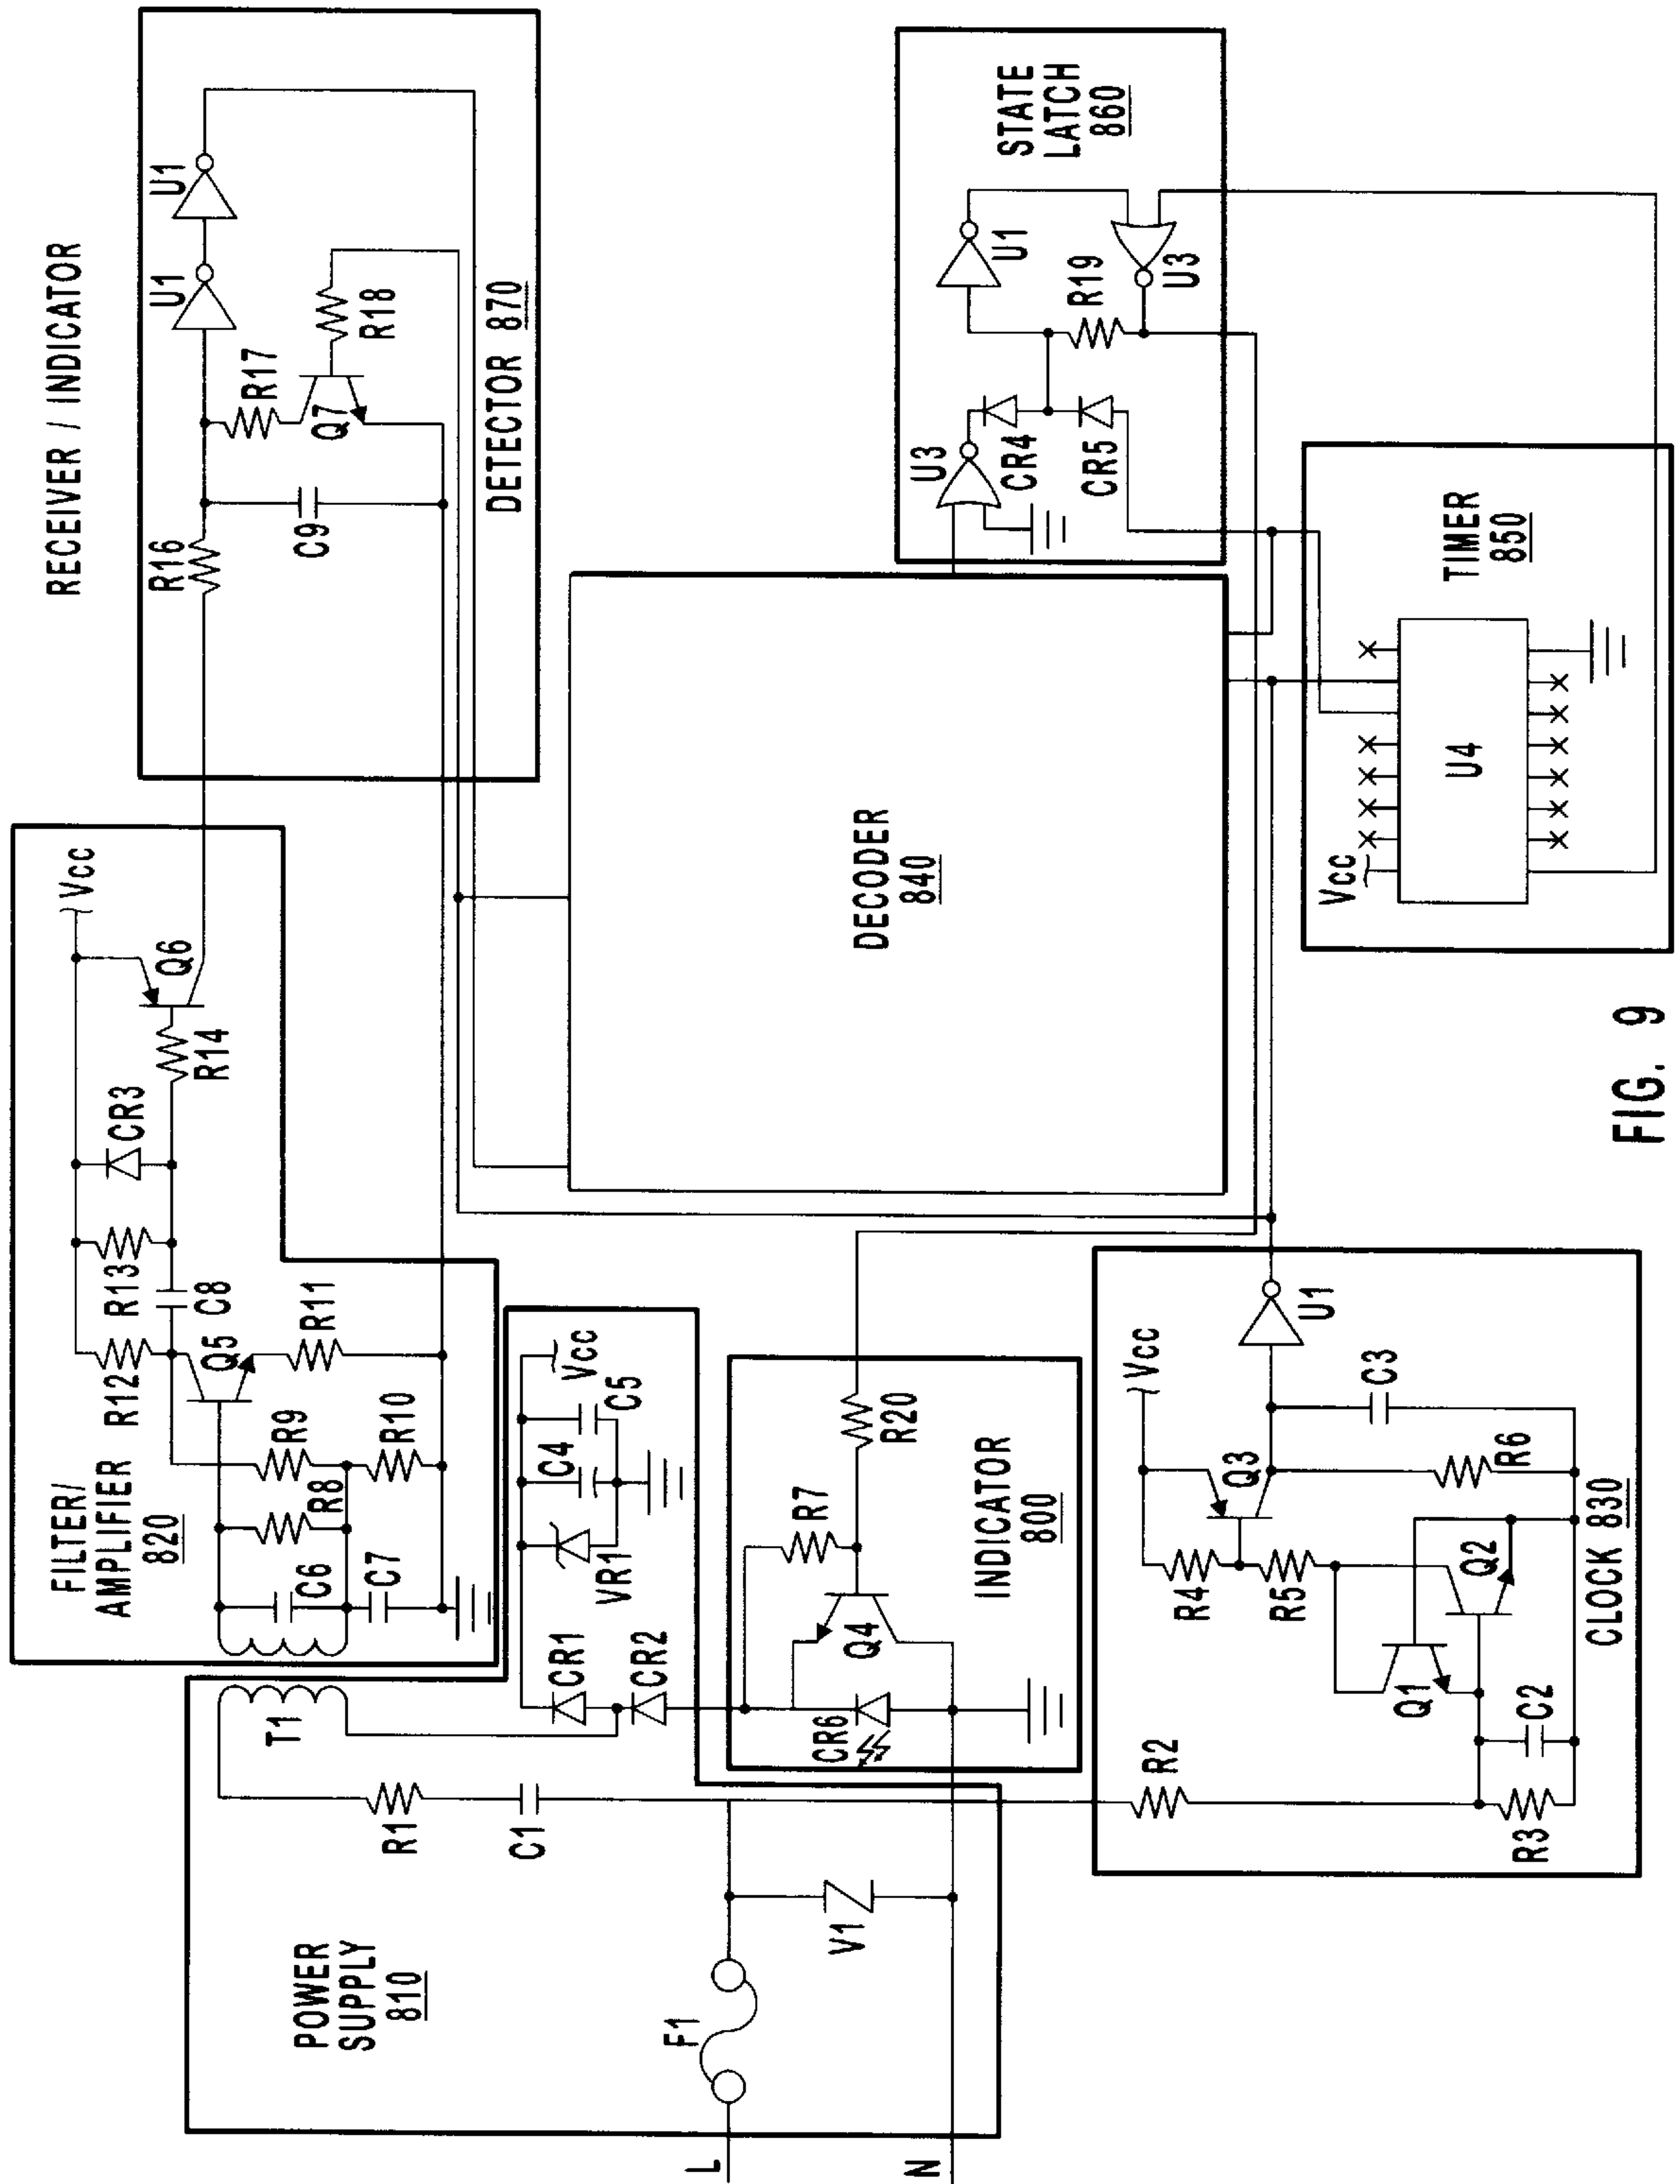 RECEIVER / INDICATOR
FILTER/
AMPLIFIER
820
R12
R13
CR3
Vcc
C8
R14
Q6
Q5
R11
R9
R8
R10
C6
C7
R16
U1
U1
R17
C9
Q7
R18
DETECTOR 870
POWER
SUPPLY
810
T1
R1
C1
F1
V1
L
N
CR1
CR2
VR1
C4
C5
Vcc
R7
Q4
CR6
R20
INDICATOR
800
DECODER
840
STATE
LATCH
860
U3
CR4
CR5
U1
R19
U3
R2
R3
C2
Q1
Q2
R4
R5
Vcc
Q3
R6
C3
U1
CLOCK 830
TIMER
850
Vcc
U4
FIG. 9